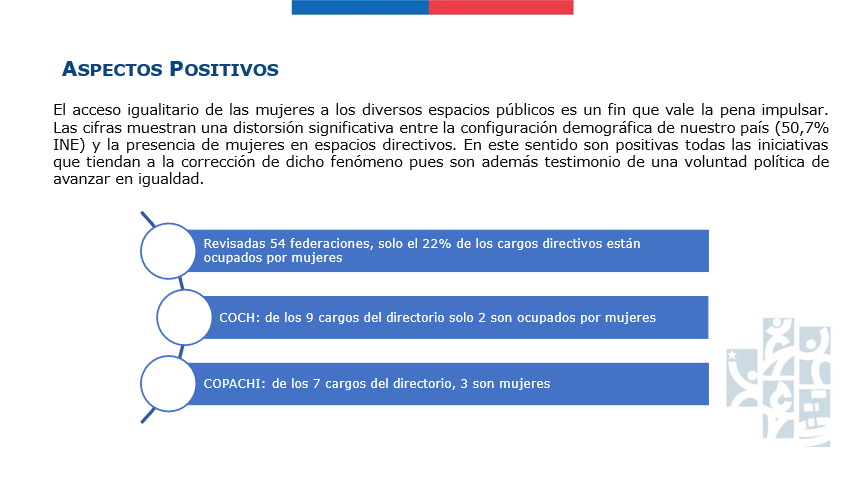 ASPECTOS POSITIVOS
El acceso igualitario de las mujeres a los diversos espacios públicos es un fin que vale la pena impulsar.
Las cifras muestran una distorsión significativa entre la configuración demográfica de nuestro país (50,7%
INE) y la presencia de mujeres en espacios directivos. En este sentido son positivas todas las iniciativas
que tiendan a la corrección de dicho fenómeno pues son además testimonio de una voluntad política de
avanzar en igualdad.
Revisadas 54 federaciones, solo el 22% de los cargos directivos están
ocupados por mujeres
COCH: de los 9 cargos del directorio solo 2 son ocupados por mujeres
COPACHI: de los 7 cargos del directorio, 3 son mujeres